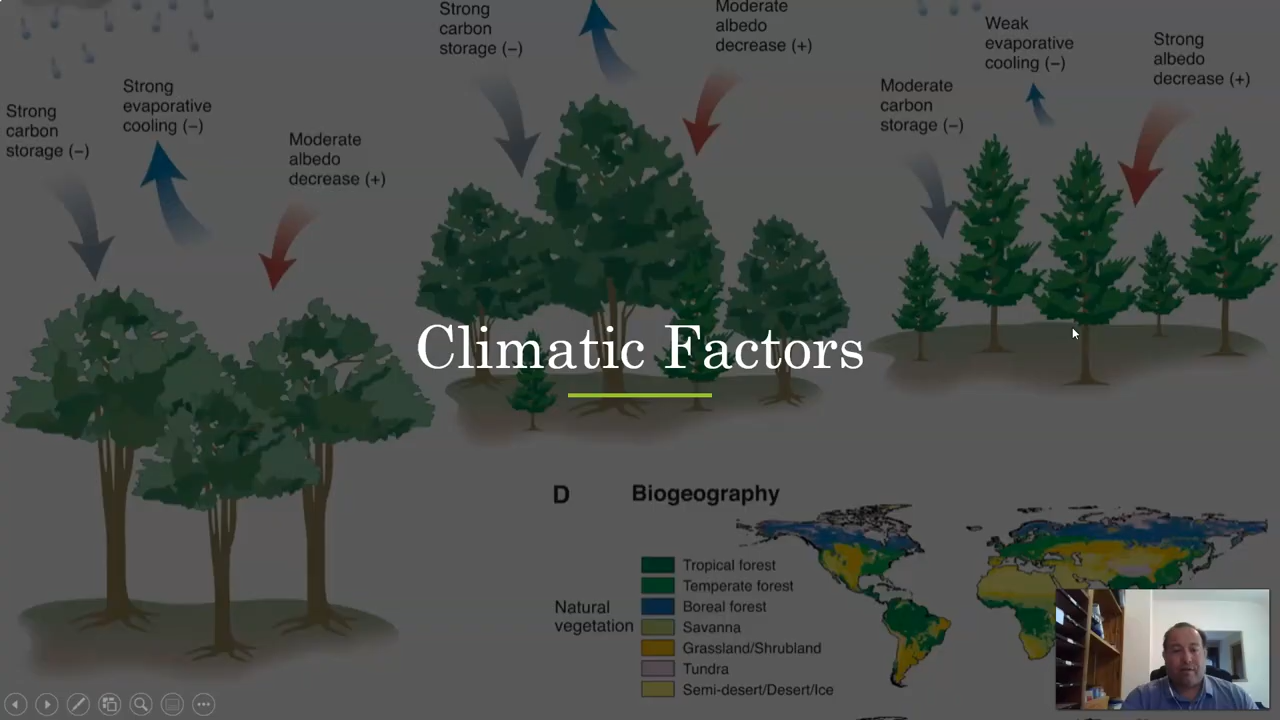 Strong
carbon
storage (−)
Strong
evaporative
cooling (−)
Moderate
albedo
decrease (+)
Strong
carbon
storage (−)
Moderate
albedo
decrease (+)
Moderate
carbon
storage (−)
Weak
evaporative
cooling (−)
Strong
albedo
decrease (+)
Climatic Factors
D Biogeography
Natural
vegetation
Tropical forest
Temperate forest
Boreal forest
Savanna
Grassland/Shrubland
Tundra
Semi-desert/Desert/Ice